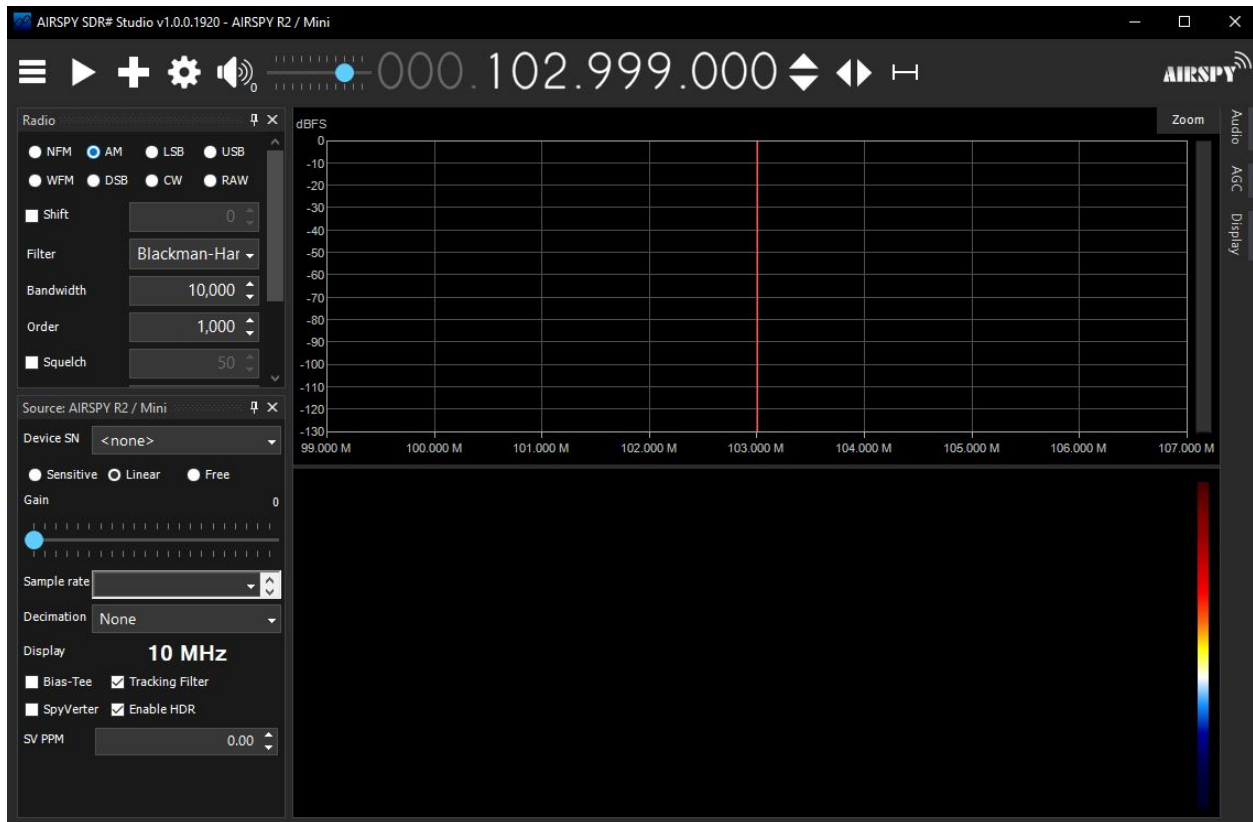 AIRSPY SDR# Studio v1.0.0.1920 - AIRSPY R2 / Mini
0
000.102.999.000
AIRSPY
Radio
NFM AM LSB USB
WFM DSB CW RAW
Shift 0
Filter Blackman-Har
Bandwidth 10,000
Order 1,000
Squelch 50
Source: AIRSPY R2 / Mini
Device SN <none>
Sensitive Linear Free
Gain 0
Sample rate
Decimation None
Display 10 MHz
Bias-Tee Tracking Filter
SpyVerter Enable HDR
SV PPM 0.00
dBFS
Zoom
0
-10
-20
-30
-40
-50
-60
-70
-80
-90
-100
-110
-120
-130
99.000 M 100.000 M 101.000 M 102.000 M 103.000 M 104.000 M 105.000 M 106.000 M 107.000 M
Audio
AGC
Display